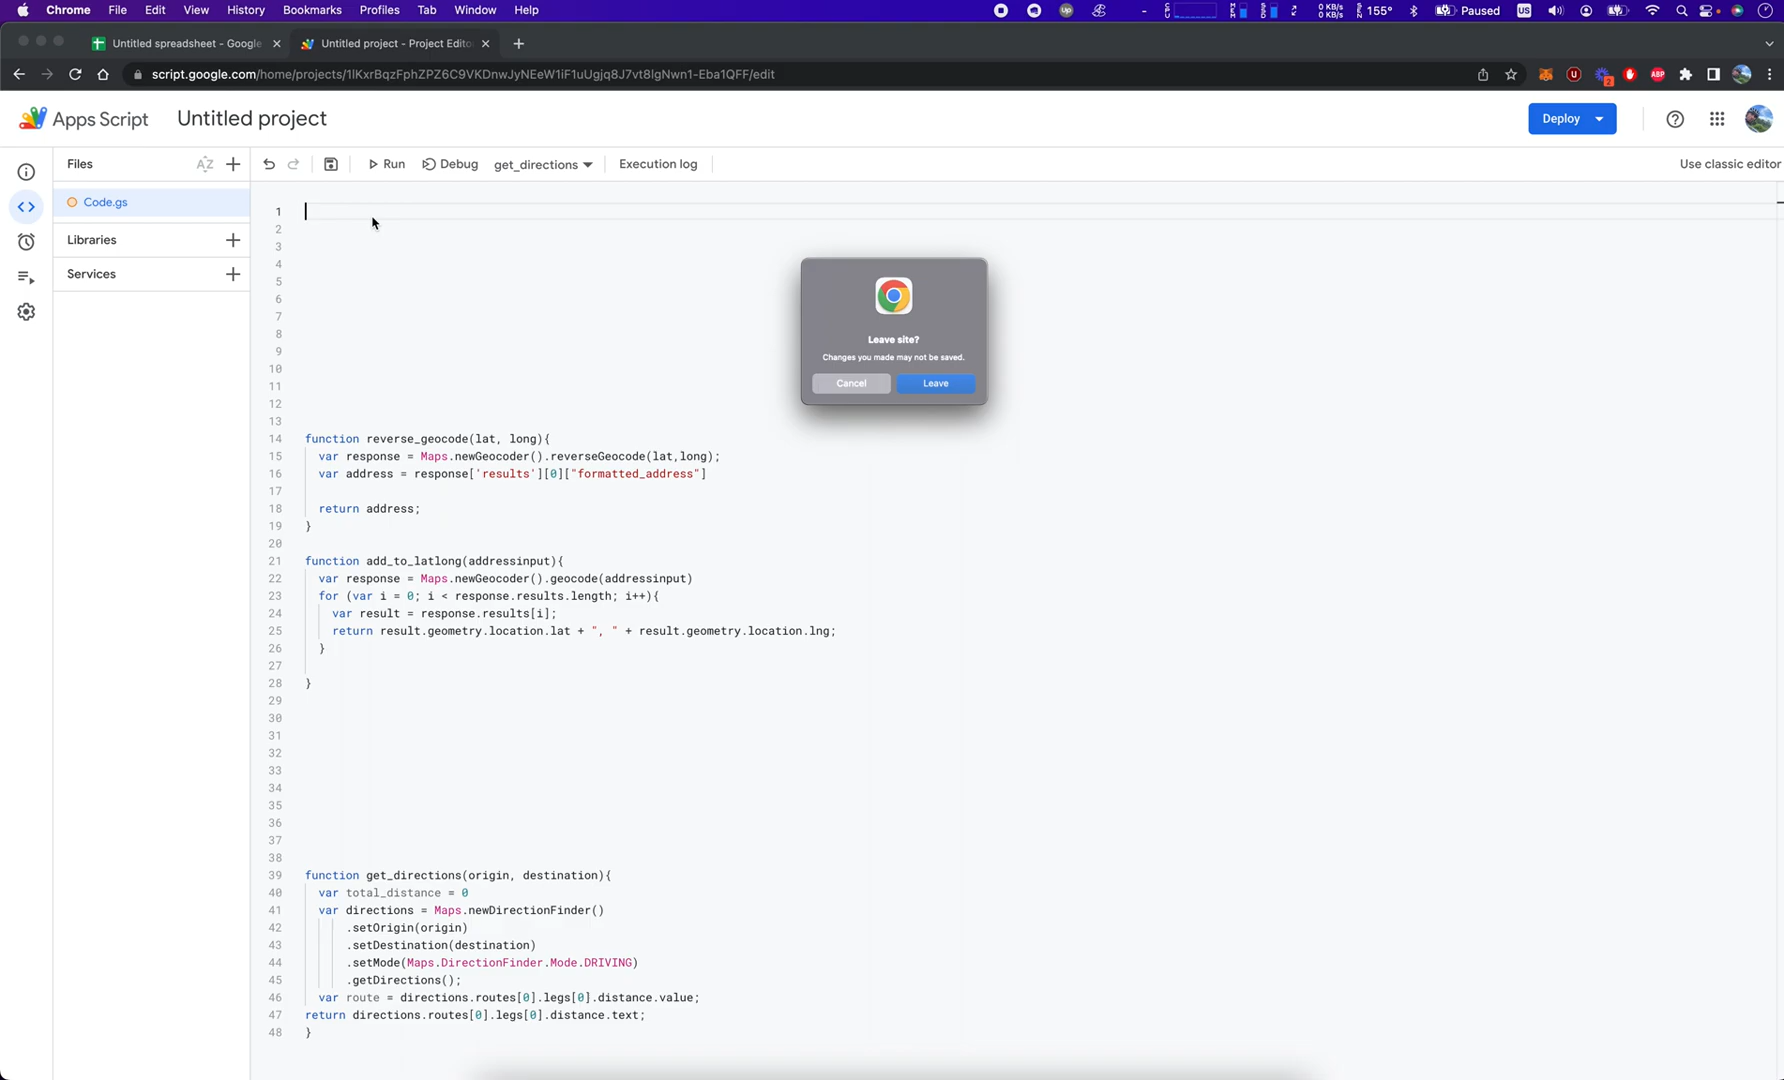 Chrome File Edit View History Bookmarks Profiles Tab Window Help
Up 0 KB/s 0 KB/s 155° Paused US
Untitled spreadsheet - Google
Untitled project - Project Edito
script.google.com/home/projects/1lKxrBqzFphZPZ6C9VKDnwJyNEeW1iF1uUgjq8J7vt8lgNwn1-Eba1QFF/edit
2 ABP
Apps Script Untitled project Deploy
Files AZ
Run Debug get_directions Execution log Use classic editor
Code.gs
Libraries
Services
Leave site?
Changes you made may not be saved.
Cancel Leave
1
2
3
4
5
6
7
8
9
10
11
12
13
14 function reverse_geocode(lat, long){
15 var response = Maps.newGeocoder().reverseGeocode(lat,long);
16 var address = response['results'][0]["formatted_address"]
17
18 return address;
19 }
20
21 function add_to_latlong(addressinput){
22 var response = Maps.newGeocoder().geocode(addressinput)
23 for (var i = 0; i < response.results.length; i++){
24 var result = response.results[i];
25 return result.geometry.location.lat + ", " + result.geometry.location.lng;
26 }
27
28 }
29
30
31
32
33
34
35
36
37
38
39 function get_directions(origin, destination){
40 var total_distance = 0
41 var directions = Maps.newDirectionFinder()
42 .setOrigin(origin)
43 .setDestination(destination)
44 .setMode(Maps.DirectionFinder.Mode.DRIVING)
45 .getDirections();
46 var route = directions.routes[0].legs[0].distance.value;
47 return directions.routes[0].legs[0].distance.text;
48 }